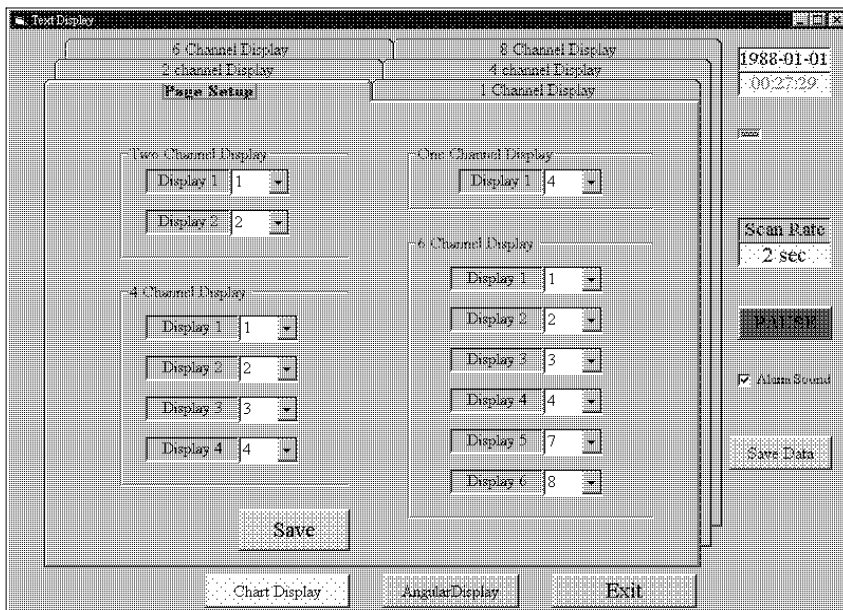 Text Display
6 Channel Display
8 Channel Display
2 channel Display
4 channel Display
Page Setup
1 Channel Display
1988-01-01
00:27:29
Two Channel Display
Display 1 1
Display 2 2
One Channel Display
Display 1 4
4 Channel Display
Display 1 1
Display 2 2
Display 3 3
Display 4 4
6 Channel Display
Display 1 1
Display 2 2
Display 3 3
Display 4 4
Display 5 7
Display 6 8
Scan Rate
2 sec
PAUSE
Alarm Sound
Save Data
Save
Chart Display
AngularDisplay
Exit